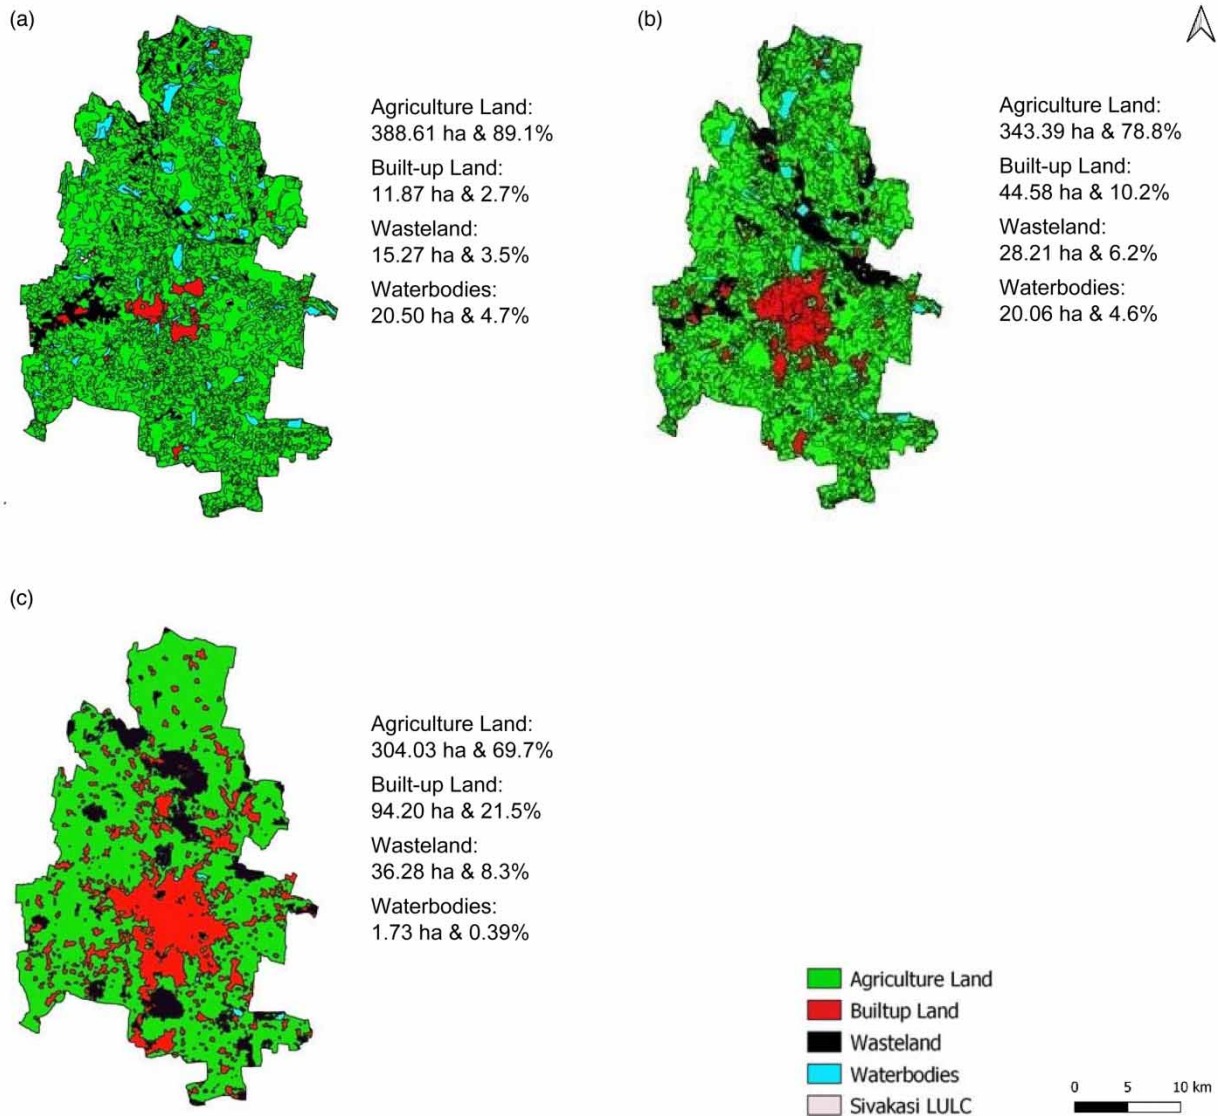 (a)
Agriculture Land:
388.61 ha & 89.1%
Built-up Land:
11.87 ha & 2.7%
Wasteland:
15.27 ha & 3.5%
Waterbodies:
20.50 ha & 4.7%
(b)
Agriculture Land:
343.39 ha & 78.8%
Built-up Land:
44.58 ha & 10.2%
Wasteland:
28.21 ha & 6.2%
Waterbodies:
20.06 ha & 4.6%
(c)
Agriculture Land:
304.03 ha & 69.7%
Built-up Land:
94.20 ha & 21.5%
Wasteland:
36.28 ha & 8.3%
Waterbodies:
1.73 ha & 0.39%
Agriculture Land
Builtup Land
Wasteland
Waterbodies
Sivakasi LULC
0 5 10 km